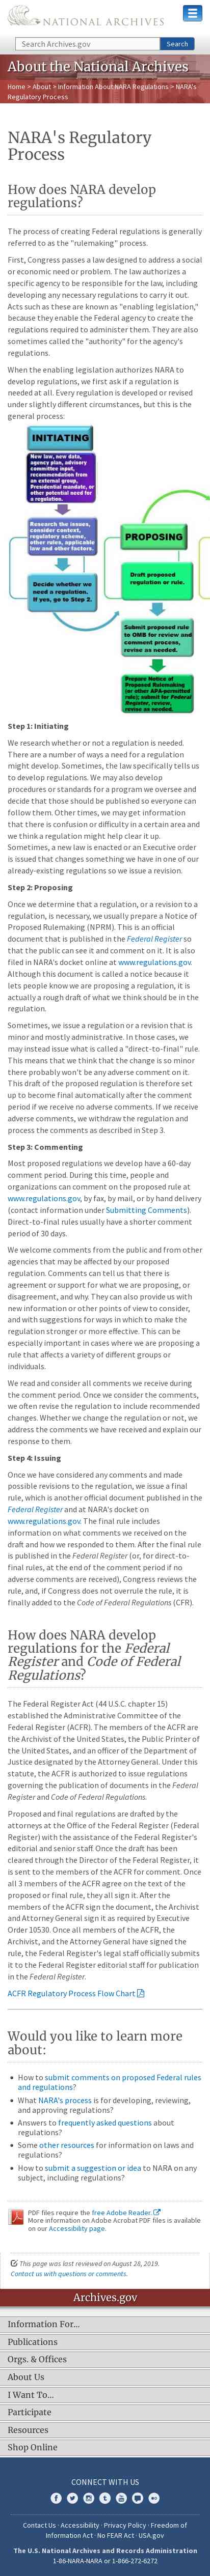 NATIONAL ARCHIVES
Search Archives.gov
Search
About the National Archives
Home > About > Information About NARA Regulations > NARA's
Regulatory Process
NARA's Regulatory
Process
How does NARA develop
regulations?
The process of creating Federal regulations is generally
referred to as the "rulemaking" process.
First, Congress passes a law designed to address a social
or economic need or problem. The law authorizes a
specific agency to be responsible for the law, including
developing any necessary regulations to carry it out.
Acts such as these are known as "enabling legislation,"
because they enable the Federal agency to create the
regulations required to administer them. They are also
sometimes called the "authority" for the agency's
regulations.
When the enabling legislation authorizes NARA to
develop regulations, we first ask if a regulation is
needed at all. Every regulation is developed or revised
under slightly different circumstances, but this is the
general process:
INITIATING
New law, new data,
agency plan, advisory
committee input,
recommendation from
an external group,
Presidential mandate, or
potential need for
regulation
Research issues,
consider content,
regulatory process,
applicable law and
other factors.
Decide whether we
need a regulation.
If yes, go to Step 2.
PROPOSING
Draft proposed rule
or direct-final rule.
Submit proposed rule
to OMB for review and
comment process,
revise as needed.
Prepare Notice of
Proposed Rulemaking
(or other APA-permitted
rule); submit for
Federal Register review,
revise as needed.
Step 1: Initiating
We research whether or not a regulation is needed.
There are a number of ways a need for a regulation
might develop. Sometimes, the law specifically tells us to
develop one. Other times, we may develop policies,
procedures or standards for a program and then decide
that those should be published so everyone follows
them. Sometimes an issue comes up and we determine
that there is confusion or difficulty in a certain area and
that a regulation might help clear it up.
Sometimes, a new law is enacted or an Executive Order
is issued that changes something we are responsible for.
Or sometimes we decide that part of one of our already-
existing regulations needs revision so we issue a revision.
Step 2: Proposing
Once we determine that a regulation, or a revision to a
regulation, is necessary, we usually prepare a Notice of
Proposed Rulemaking (NPRM). This is an official
document that is published in the Federal Register so
that the public can see it and comment on it. It is also
filed in NARA's docket online at www.regulations.gov.
Although this document is called a notice because it
lets people know we are proposing a regulation, it
actually is a rough draft of what we think the rule
should be.
Sometimes, we issue a regulation or a revision that is
minor and mostly administrative. In other cases, we
may instead issue what is called a "direct-to-final" rule.
This means that it will likely become the final rule,
but we do still allow for comments on it.
This draft of the proposed regulation is therefore set up
to become final at the end of the comment period if we
receive no adverse comments. If we receive
adverse comments, we withdraw the regulation and
process the comments as described in Step 3.
Step 3: Commenting
Most proposed regulations we develop have a 60-day
comment period. During this time, people and
organizations can comment on the proposed rule at
www.regulations.gov, by fax, by mail, or by hand delivery
(contact information under Submitting Comments).
Direct-to-final rules usually have a shorter comment
period of 30 days.
We welcome comments from the public and from other
agencies that may be affected by our proposed
regulation. Comments can tell us that there is
agreement or support for what we are proposing, or
disagreement. They can also provide us with
new information or other points of view to consider,
along with suggestions for ways in which to make the
regulation easier to comply with. Comments can be
especially important in cases where we are proposing a
rule that affects a variety of different groups or
individuals.
We read and consider all comments we receive during
the comment period. Once we consider the comments,
we often revise the regulation to include recommended
changes. Whether we change the regulation or not, we
also summarize the comments we have received and explain our
response to them.
Step 4: Issuing
Once we have considered any comments and made
possible revisions to the regulation, we issue a final
rule, which is another official document published in the
Federal Register and at NARA's docket on
www.regulations.gov. The final rule includes
information on what comments we received on the draft
and how we responded to them. After the final rule is
published in the Federal Register (or, for direct-to-
final rules, at the end of the comment period if no
adverse comments are received), Congress reviews the
rule, and, if Congress does not overrule the rule, it is
finally added to the Code of Federal Regulations (CFR).
How does NARA develop
regulations for the Federal
Register and Code of Federal
Regulations?
The Federal Register Act (44 U.S.C. chapter 15)
established the Administrative Committee of the
Federal Register (ACFR). The members of the ACFR are
the Archivist of the United States, the Public Printer of
the United States, and an officer of the Department of
Justice designated by the Attorney General. Under this
statute, the ACFR has authority to issue regulations
governing the publication of documents in the Federal
Register and Code of Federal Regulations.
Proposed and final regulations are drafted by the
attorneys at the Office of the Federal Register (Federal
Register) with assistance from the Federal Register's
editorial and support staff. Once the draft has been
cleared through the Director of the Federal Register, it is
sent to the members of the ACFR for comment. Once all
issues or comments are resolved, the members of the
ACFR sign the document. Once the ACFR signs, the Archivist
and Attorney General sign it as required by Executive
Order 10530. Once all members of the ACFR, the
Archivist, and the Attorney General have signed the
rule, the Federal Register's legal staff officially submits
it to the Federal Register editorial staff for publication
in the Federal Register.
ACFR Regulatory Process Flow Chart
Would you like to learn more
about:
How to submit comments on proposed Federal rules
and regulations?
What NARA's process is for developing, reviewing,
and approving regulations?
Answers to frequently asked questions about
regulations?
Some other resources for information on laws and
regulations?
How to submit a suggestion or idea to NARA on any
subject, including regulations?
PDF files require the free Adobe Reader.
More information on Adobe Acrobat PDF files is available
on our Accessibility page.
This page was last reviewed on August 26, 2019.
Contact us with questions or comments.
Archives.gov
Information For…
Publications
Orgs. & Offices
About Us
I Want To…
Participate
Resources
Shop Online
CONNECT WITH US
Contact Us · Accessibility · Privacy Policy · Freedom of
Information Act · No FEAR Act · USA.gov
The U.S. National Archives and Records Administration
1-86-NARA-NARA or 1-866-272-6272